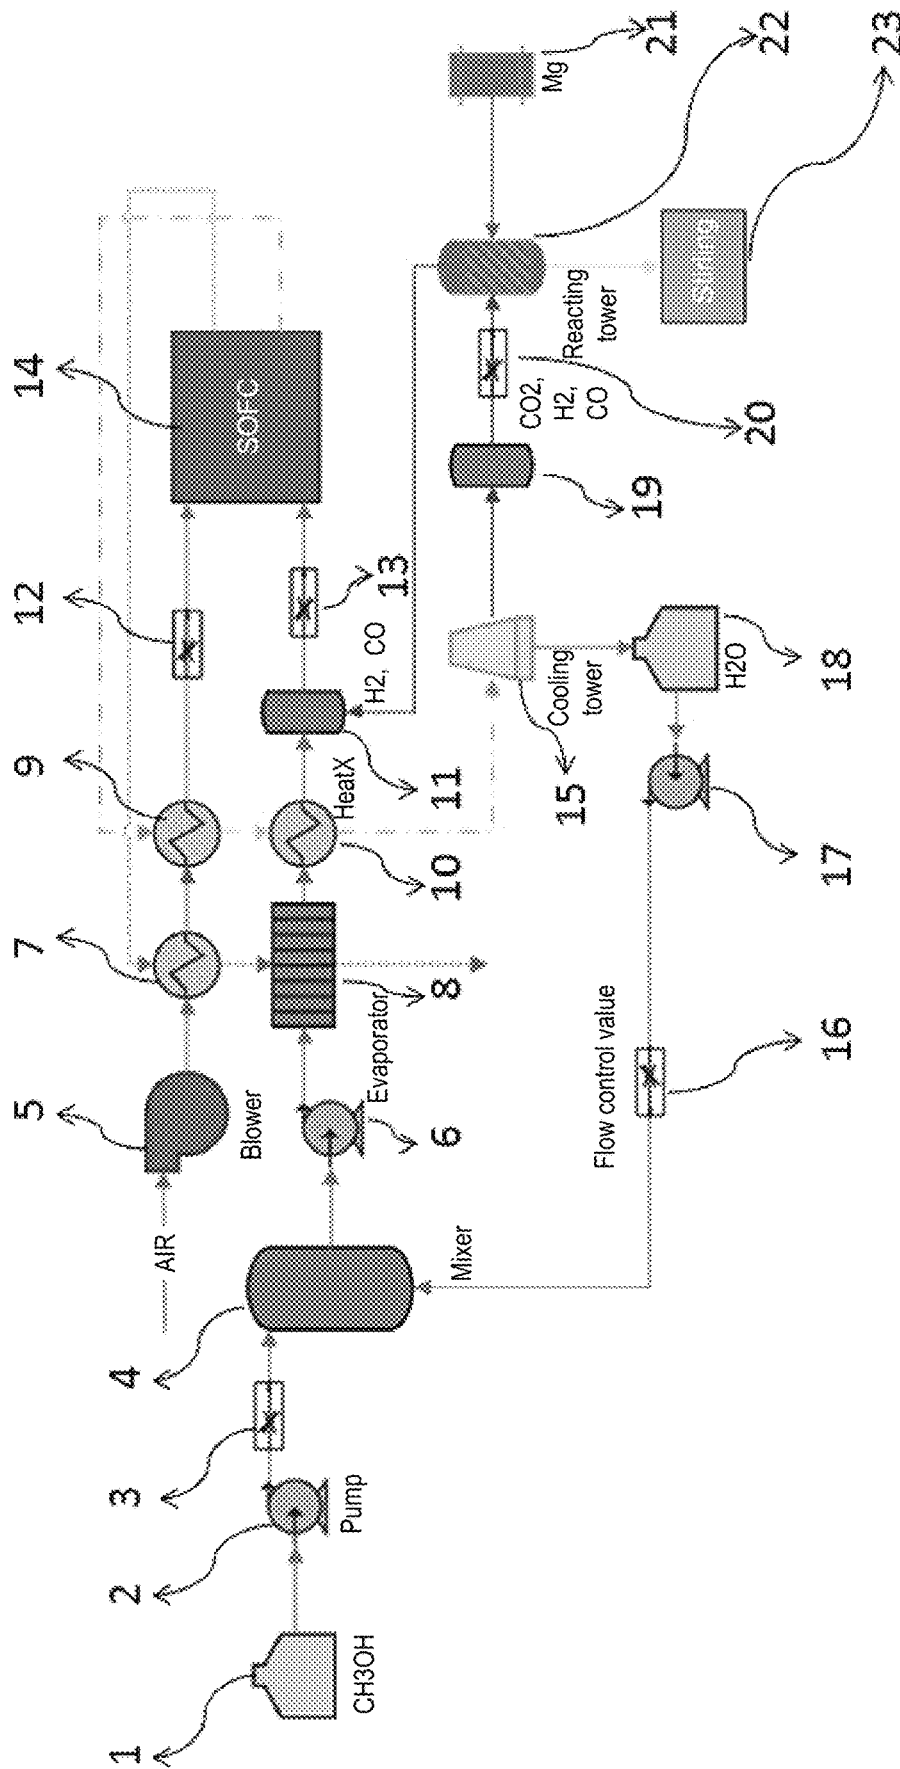 1
2
3
4
5
6
7
8
9
10
11
12
13
14
15
16
17
18
19
20
21
22
23
CH3OH
Pump
Mixer
AIR
Blower
Evaporator
HeatX
H2, CO
SOFC
Cooling
tower
H2O
Flow control value
CO2,
H2,
CO
Reacting
tower
Mg
Stirling